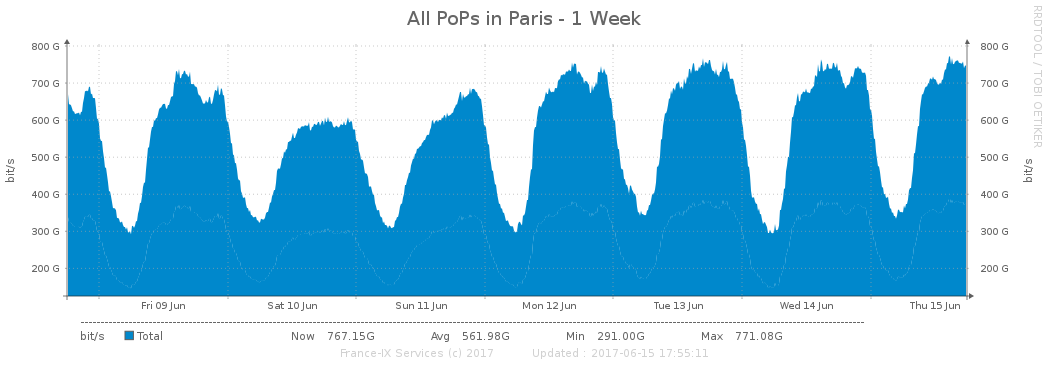 All PoPs in Paris - 1 Week
RRDTOOL / TOBI OETIKER
800 G 800 G
700 G 700 G
600 G 600 G
500 G 500 G
400 G 400 G
300 G 300 G
200 G 200 G
bit/s bit/s
Fri 09 Jun Sat 10 Jun Sun 11 Jun Mon 12 Jun Tue 13 Jun Wed 14 Jun Thu 15 Jun
bit/s Total Now 767.15G Avg 561.98G Min 291.00G Max 771.08G
France-IX Services (c) 2017 Updated : 2017-06-15 17:55:11